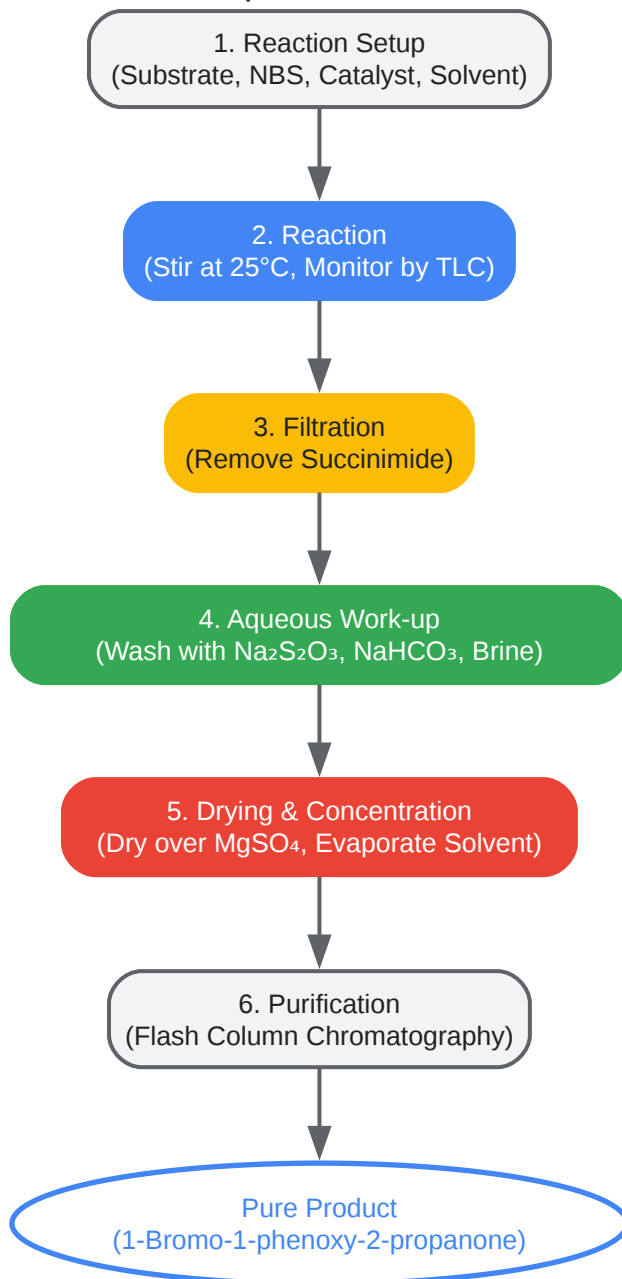 1. Reaction Setup
(Substrate, NBS, Catalyst, Solvent)
2. Reaction
(Stir at 25°C, Monitor by TLC)
3. Filtration
(Remove Succinimide)
4. Aqueous Work-up
(Wash with Na₂S₂O₃, NaHCO₃, Brine)
5. Drying & Concentration
(Dry over MgSO₄, Evaporate Solvent)
6. Purification
(Flash Column Chromatography)
Pure Product
(1-Bromo-1-phenoxy-2-propanone)